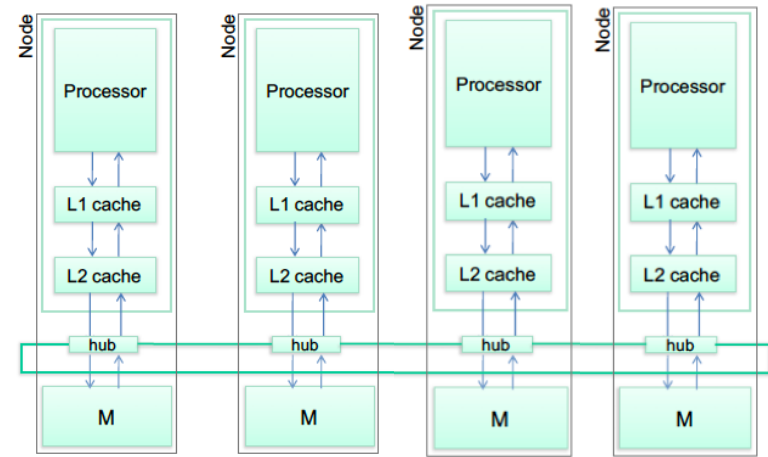 Node
Processor
L1 cache
L2 cache
hub
M
Node
Processor
L1 cache
L2 cache
hub
M
Node
Processor
L1 cache
L2 cache
hub
M
Node
Processor
L1 cache
L2 cache
hub
M